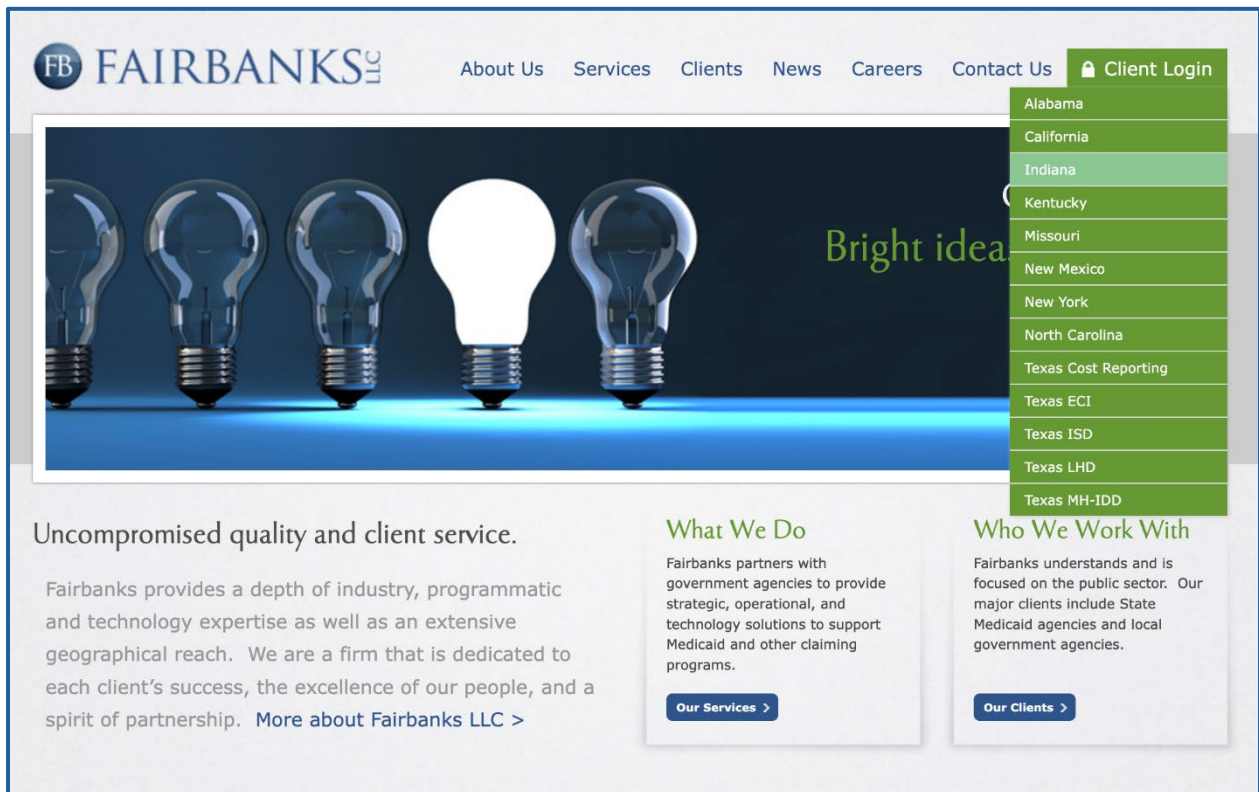 FB FAIRBANKS LLC
About Us Services Clients News Careers Contact Us Client Login
Alabama
California
Indiana
Kentucky
Missouri
New Mexico
New York
North Carolina
Texas Cost Reporting
Texas ECI
Texas ISD
Texas LHD
Texas MH-IDD
Bright
Uncompromised quality and client service.
Fairbanks provides a depth of industry, programmatic
and technology expertise as well as an extensive
geographical reach. We are a firm that is dedicated to
each client's success, the excellence of our people, and a
spirit of partnership. More about Fairbanks LLC >
What We Do
Fairbanks partners with
government agencies to provide
strategic, operational, and
technology solutions to support
Medicaid and other claiming
programs.
Our Services >
Who We Work With
Fairbanks understands and is
focused on the public sector. Our
major clients include State
Medicaid agencies and local
government agencies.
Our Clients >